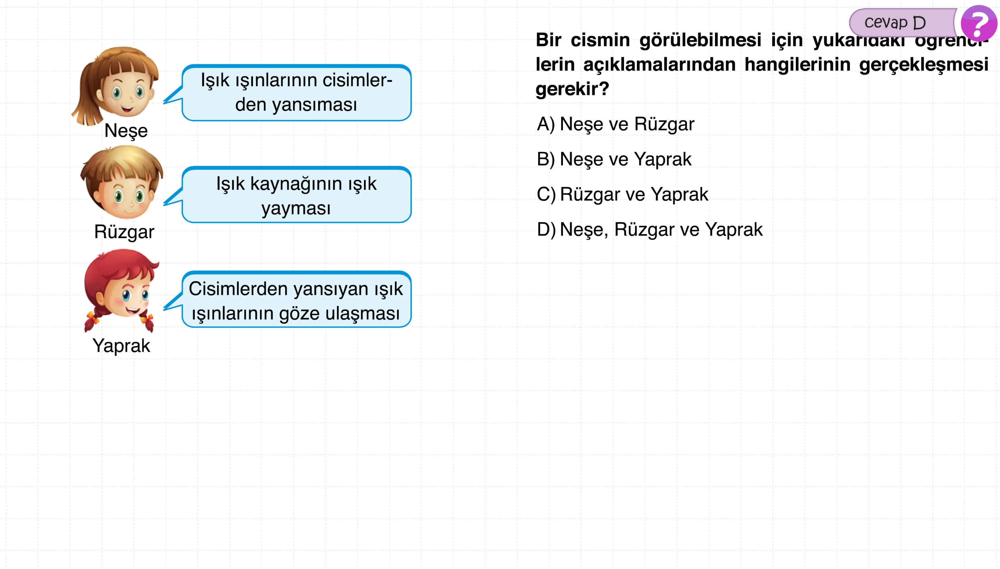 Işık ışınlarının cisimler-
den yansıması
Neşe
Işık kaynağının ışık
yayması
Rüzgar
Cisimlerden yansıyan ışık
ışınlarının göze ulaşması
Yaprak
cevap D
?
Bir cismin görülebilmesi için yukarıdaki öğrenci-
lerin açıklamalarından hangilerinin gerçekleşmesi
gerekir?
A) Neşe ve Rüzgar
B) Neşe ve Yaprak
C) Rüzgar ve Yaprak
D) Neşe, Rüzgar ve Yaprak